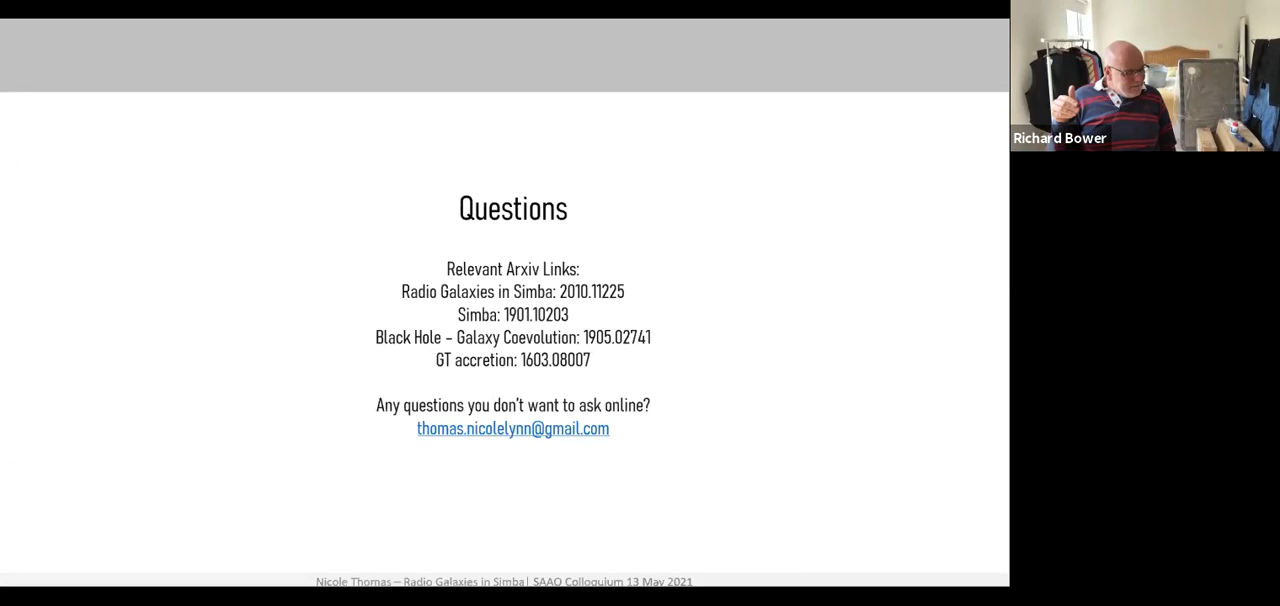 Questions
Relevant Arxiv Links:
Radio Galaxies in Simba: 2010.11225
Simba: 1901.10203
Black Hole – Galaxy Coevolution: 1905.02741
GT accretion: 1603.08007
Any questions you don't want to ask online?
thomas.nicolelynn@gmail.com
Nicole Thomas – Radio Galaxies in Simba| SAAO Colloquium 13 May 2021
Richard Bower